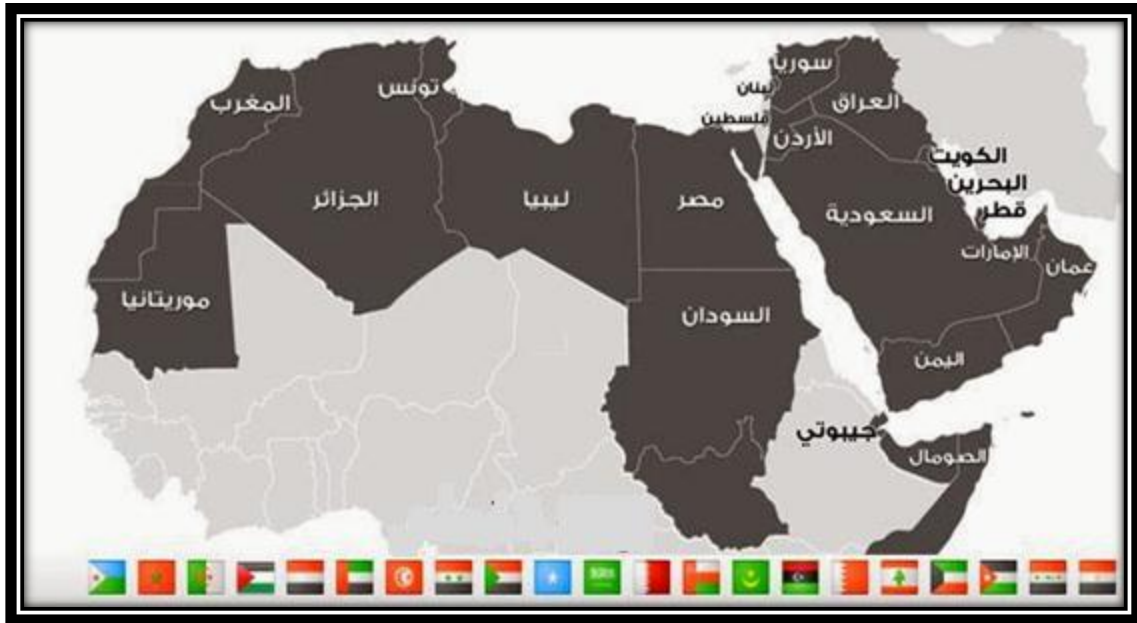 سوريا
تونس
لبنان
العراق
المغرب
فلسطين
الأردن
الكويت
البحرين
الجزائر
ليبيا
مصر
السعودية
قطر
الإمارات
عمان
موريتانيا
السودان
اليمن
جيبوتي
الصومال